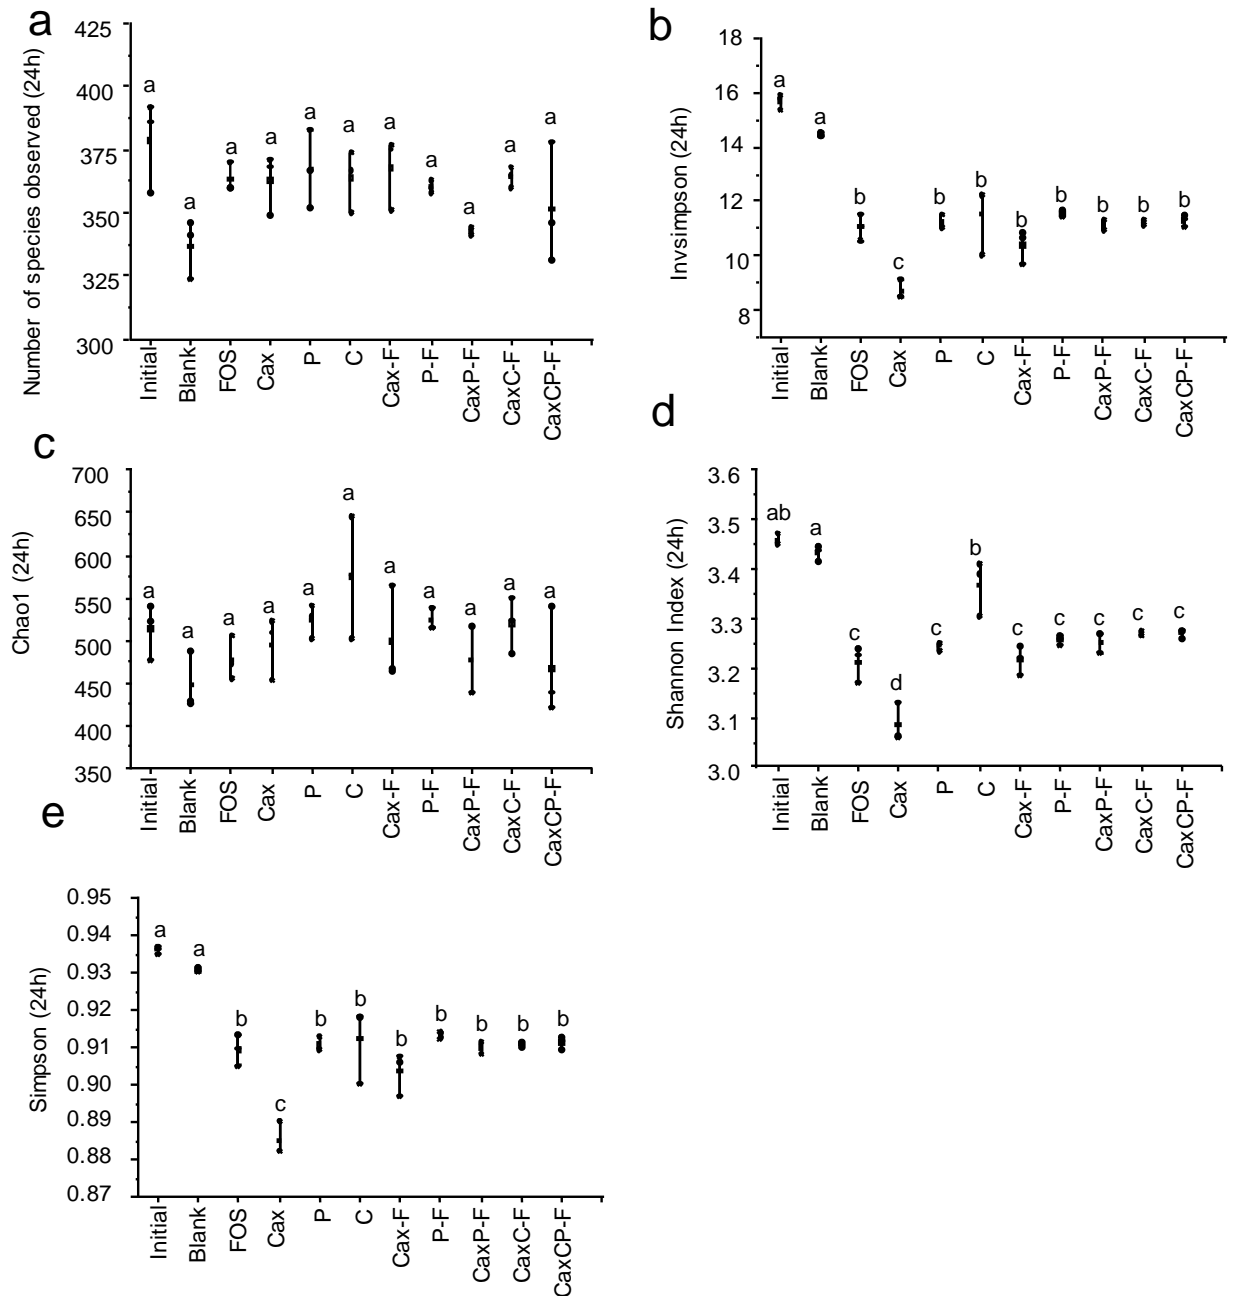 a
Number of species observed (24h)
425
400
375
350
325
300
a a a a a a a a a a a
Initial Blank FOS Cax P C Cax-F P-F CaxP-F CaxC-F CaxCP-F
b
Invsimpson (24h)
18
16
14
12
10
8
a a b c b b b b b b b
Initial Blank FOS Cax P C Cax-F P-F CaxP-F CaxC-F CaxCP-F
c
Chao1 (24h)
700
650
600
550
500
450
400
350
a a a a a a a a a a a
Initial Blank FOS Cax P C Cax-F P-F CaxP-F CaxC-F CaxCP-F
d
Shannon Index (24h)
3.6
3.5
3.4
3.3
3.2
3.1
3.0
ab a c d c b c c c c c
Initial Blank FOS Cax P C Cax-F P-F CaxP-F CaxC-F CaxCP-F
e
Simpson (24h)
0.95
0.94
0.93
0.92
0.91
0.90
0.89
0.88
0.87
a a b c b b b b b b b
Initial Blank FOS Cax P C Cax-F P-F CaxP-F CaxC-F CaxCP-F